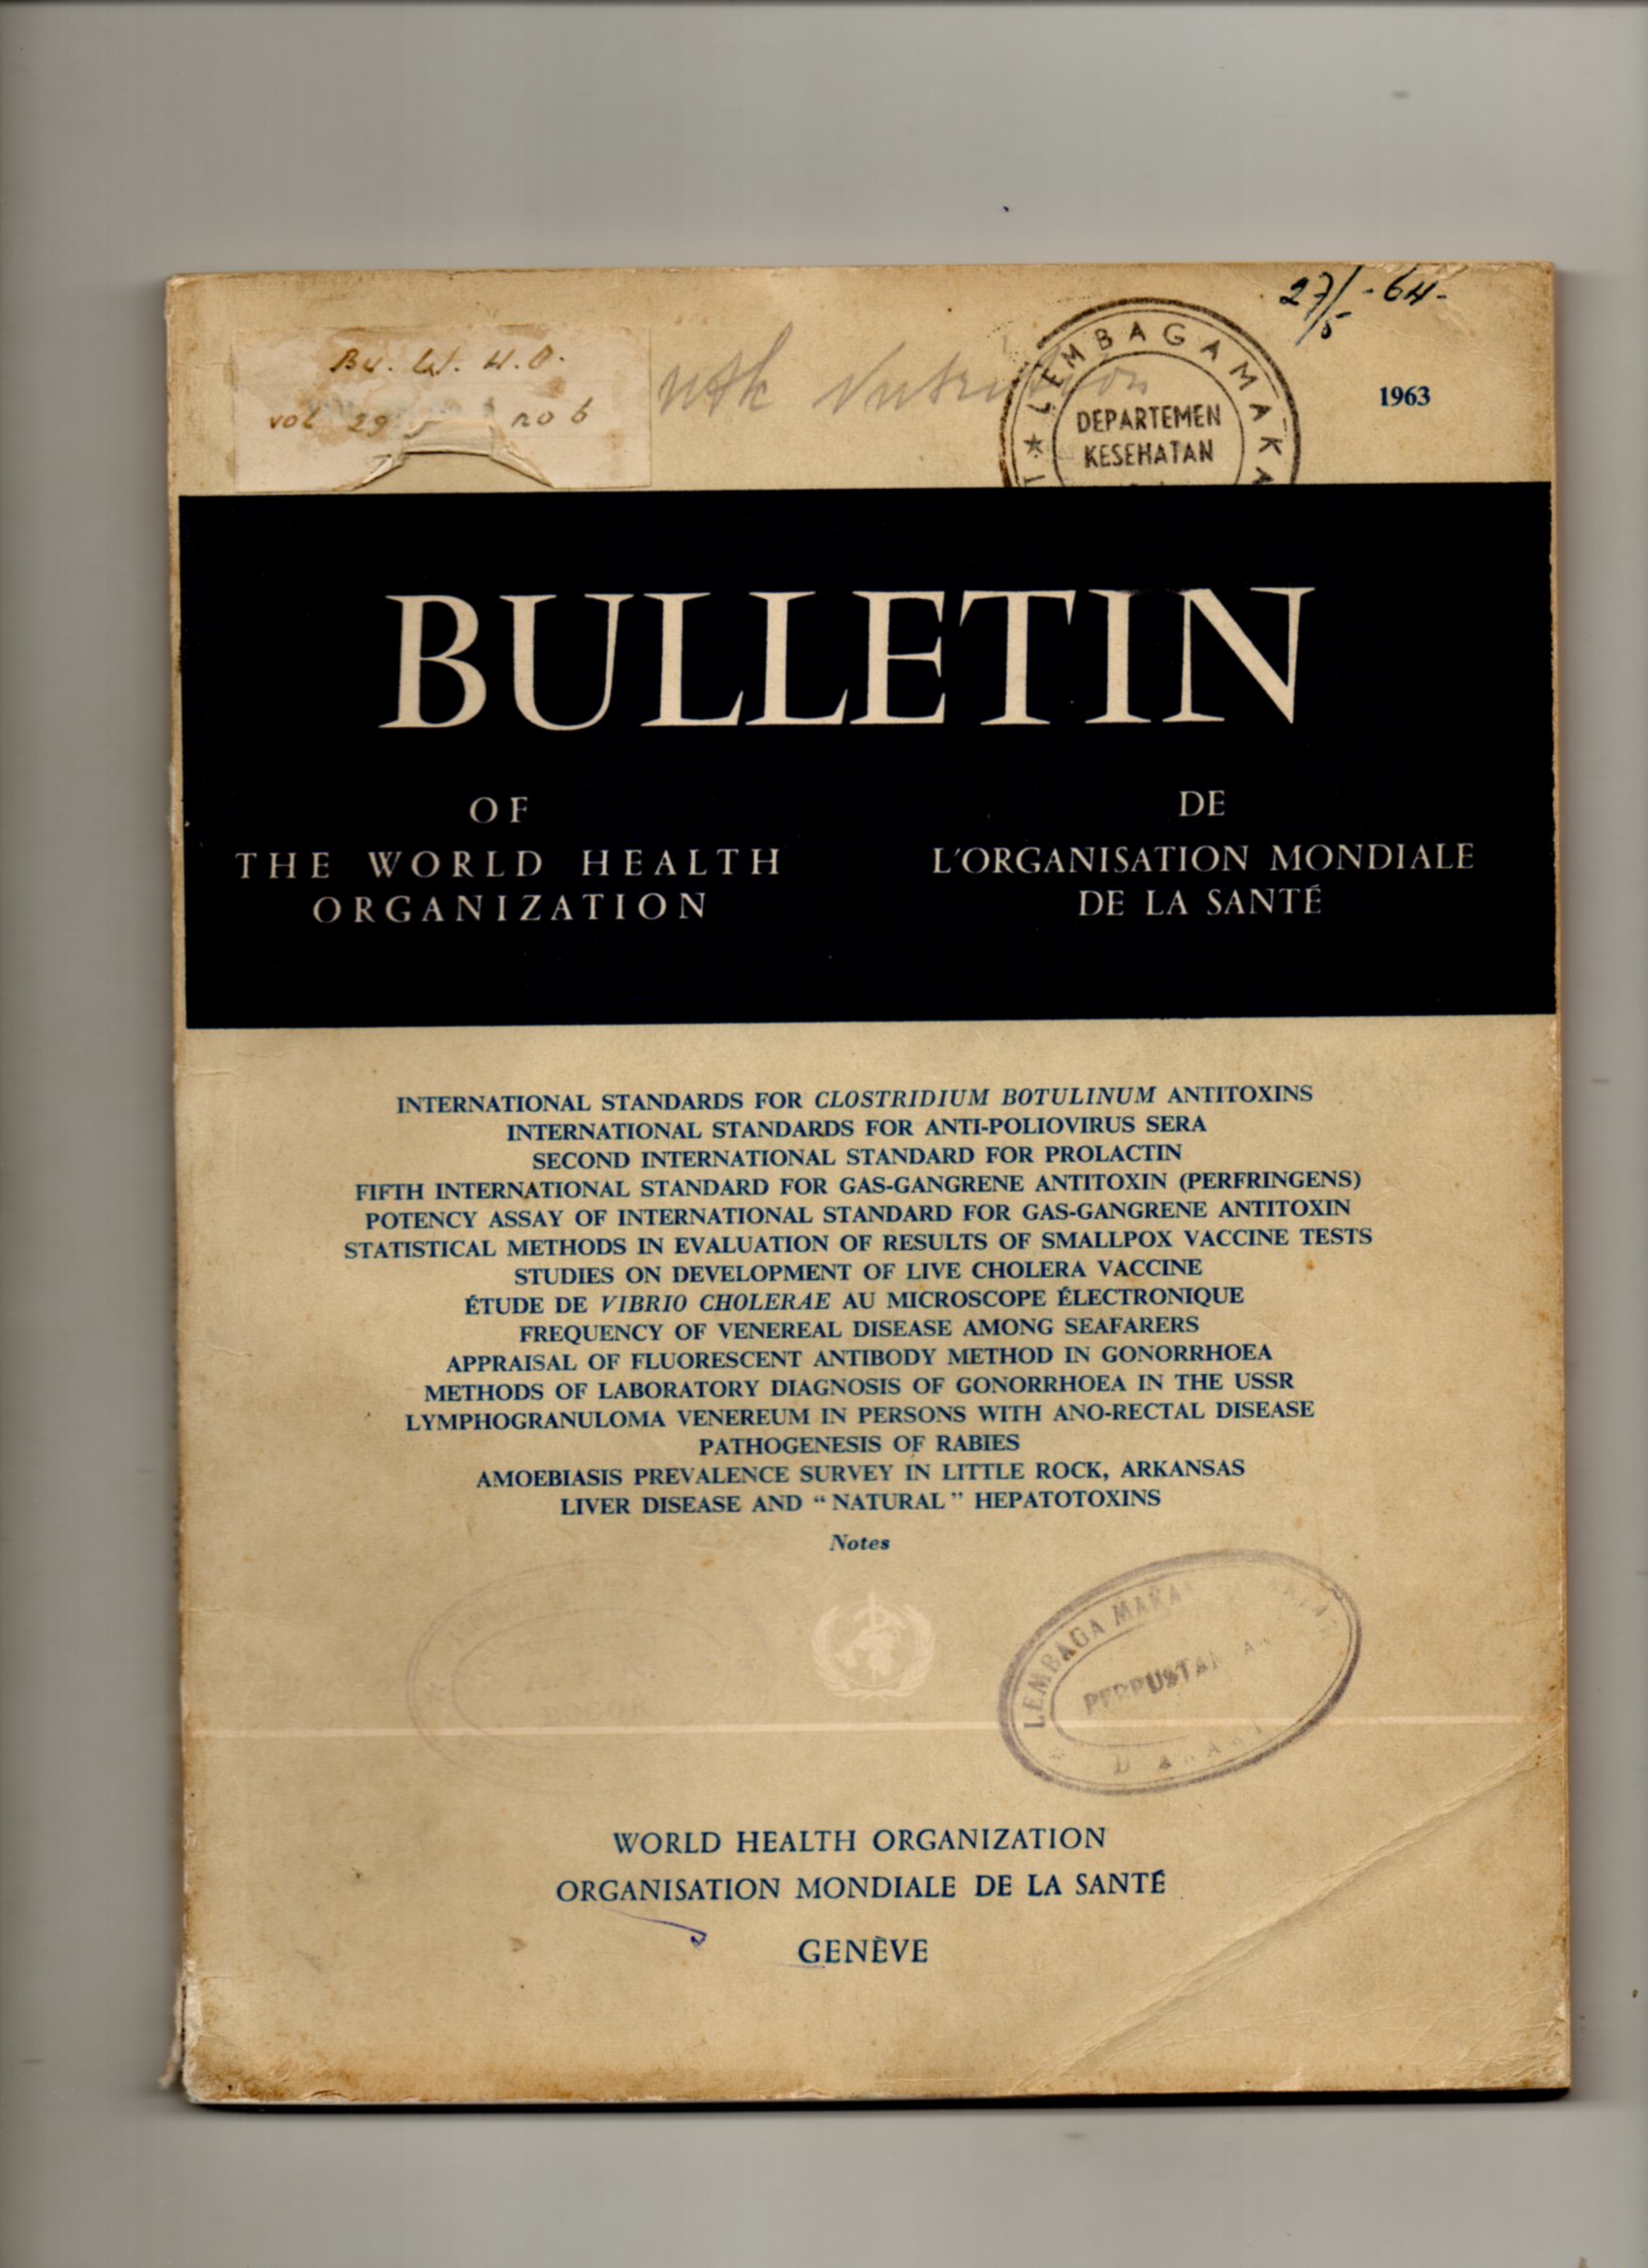 27/5 - 64-
Bu. W. H. O.
vol 29 no 6
LEMBAGA MAKA
DEPARTEMEN
KESEHATAN
1963
BULLETIN
OF
THE WORLD HEALTH
ORGANIZATION
DE
L'ORGANISATION MONDIALE
DE LA SANTÉ
INTERNATIONAL STANDARDS FOR CLOSTRIDIUM BOTULINUM ANTITOXINS
INTERNATIONAL STANDARDS FOR ANTI-POLIOVIRUS SERA
SECOND INTERNATIONAL STANDARD FOR PROLACTIN
FIFTH INTERNATIONAL STANDARD FOR GAS-GANGRENE ANTITOXIN (PERFRINGENS)
POTENCY ASSAY OF INTERNATIONAL STANDARD FOR GAS-GANGRENE ANTITOXIN
STATISTICAL METHODS IN EVALUATION OF RESULTS OF SMALLPOX VACCINE TESTS
STUDIES ON DEVELOPMENT OF LIVE CHOLERA VACCINE
ÉTUDE DE VIBRIO CHOLERAE AU MICROSCOPE ÉLECTRONIQUE
FREQUENCY OF VENEREAL DISEASE AMONG SEAFARERS
APPRAISAL OF FLUORESCENT ANTIBODY METHOD IN GONORRHOEA
METHODS OF LABORATORY DIAGNOSIS OF GONORRHOEA IN THE USSR
LYMPHOGRANULOMA VENEREUM IN PERSONS WITH ANO-RECTAL DISEASE
PATHOGENESIS OF RABIES
AMOEBIASIS PREVALENCE SURVEY IN LITTLE ROCK, ARKANSAS
LIVER DISEASE AND “NATURAL” HEPATOTOXINS
Notes
LEMBAGA
WORLD HEALTH ORGANIZATION
ORGANISATION MONDIALE DE LA SANTÉ
GENÈVE